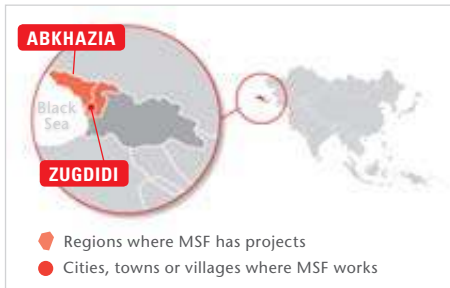 ABKHAZIA
Black
Sea
ZUGDIDI
Regions where MSF has projects
Cities, towns or villages where MSF works